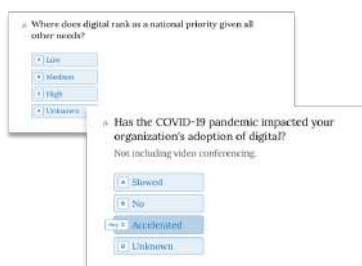 Where does digital rank as a national priority given all
other needs?
Low
Medium
High
Unknown
Has the COVID-19 pandemic impacted your
organization's adoption of digital?
Not including video conferencing.
A Slowed
B No
Accelerated
D Unknown